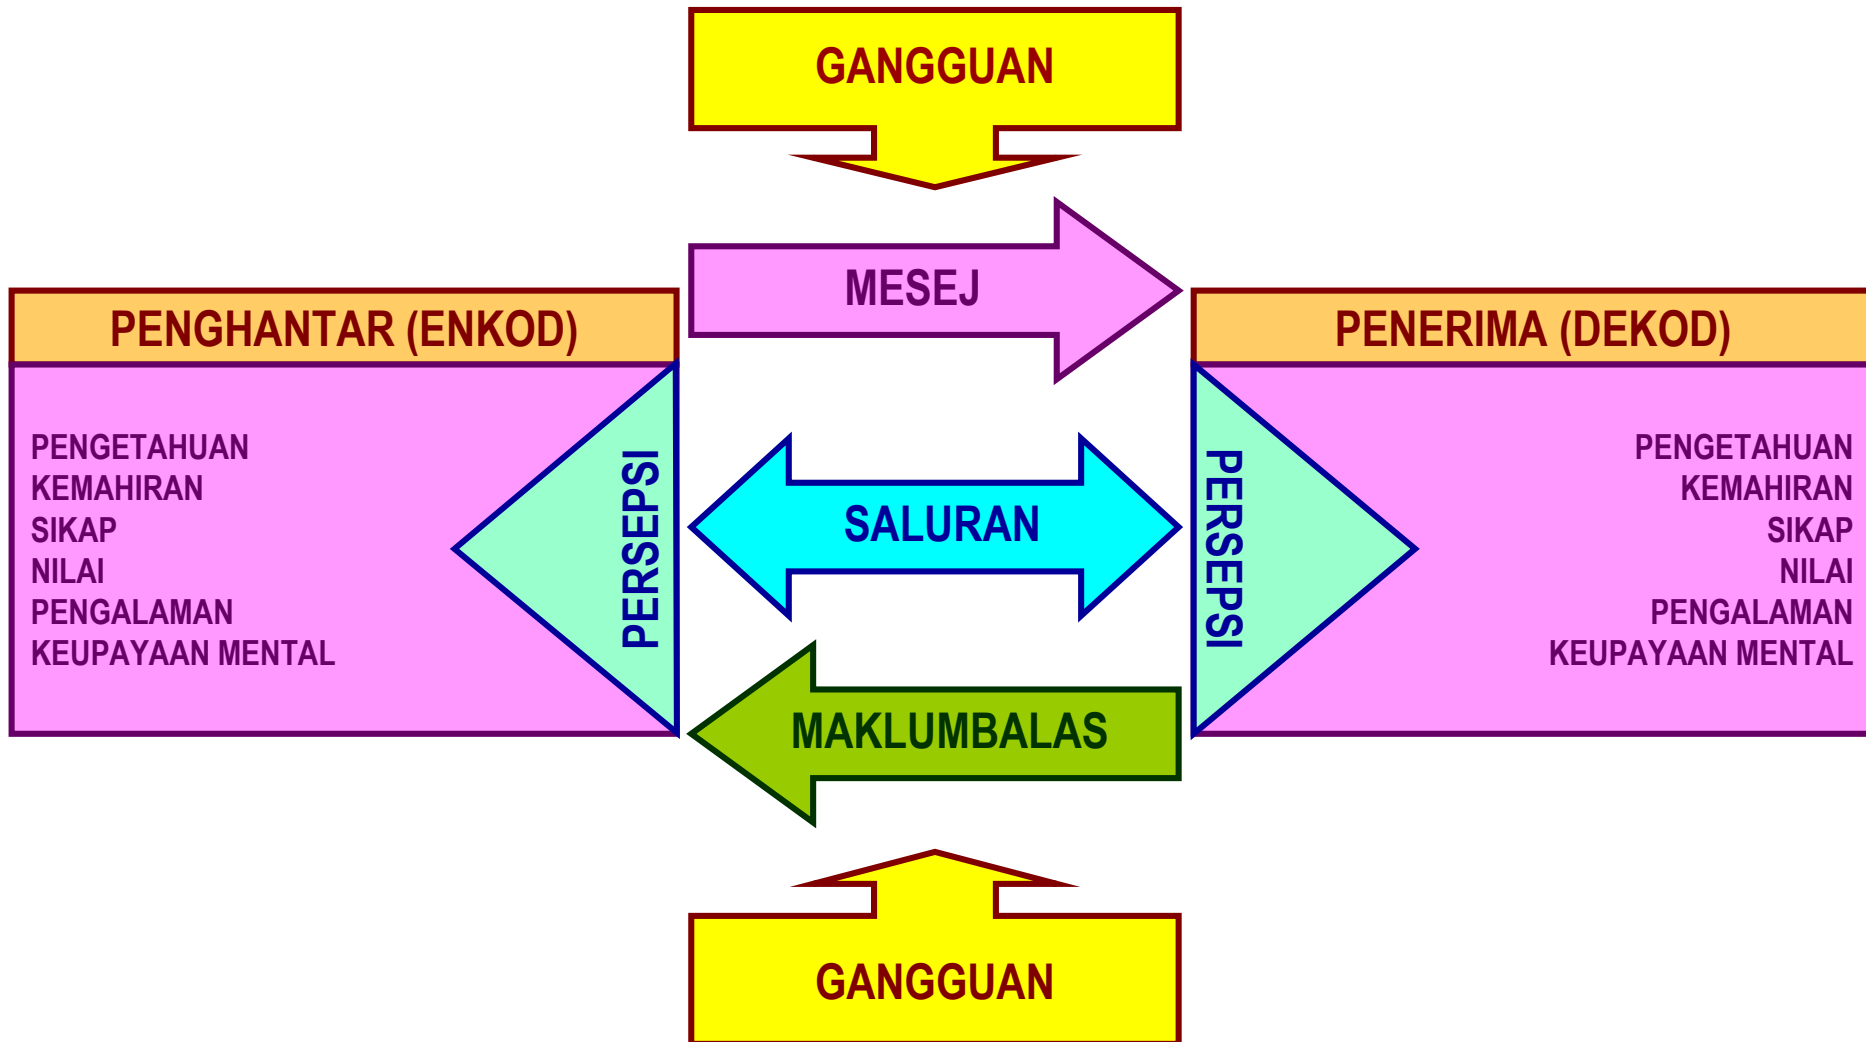 GANGGUAN
MESEJ
PENGHANTAR (ENKOD)
PENGETAHUAN
KEMAHIRAN
SIKAP
NILAI
PENGALAMAN
KEUPAYAAN MENTAL
PERSEPSI
SALURAN
MAKLUMBALAS
PENERIMA (DEKOD)
PERSEPSI
PENGETAHUAN
KEMAHIRAN
SIKAP
NILAI
PENGALAMAN
KEUPAYAAN MENTAL
GANGGUAN